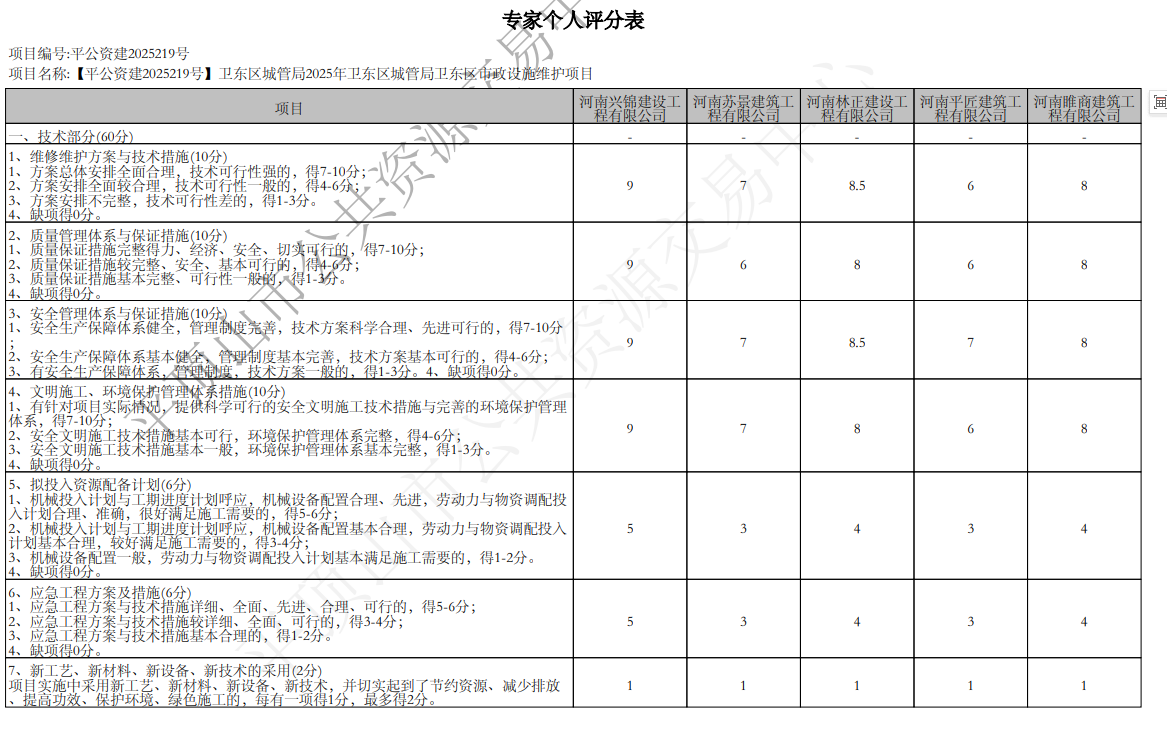 专家个人评分表
项目编号:平公资建2025219号
项目名称:【平公资建2025219号】卫东区城管局2025年卫东区城管局卫东区市政设施维护项目
项目 河南兴锦建设工程有限公司 河南苏景建筑工程有限公司 河南林正建设工程有限公司 河南平匠建筑工程有限公司 河南睢商建筑工程有限公司
一、技术部分(60分) - - - - -
1、维修维护方案与技术措施(10分)
1、方案总体安排全面合理，技术可行性强的，得7-10分；
2、方案安排全面较合理，技术可行性一般的，得4-6分；
3、方案安排不完整，技术可行性差的，得1-3分。
4、缺项得0分。
9 7 8.5 6 8
2、质量管理体系与保证措施(10分)
1、质量保证措施完整得力、经济、安全、切实可行的，得7-10分；
2、质量保证措施较完整、安全、基本可行的，得4-6分；
3、质量保证措施基本完整、可行性一般的，得1-3分。
4、缺项得0分。
9 6 8 6 8
3、安全管理体系与保证措施(10分)
1、安全生产保障体系健全，管理制度完善，技术方案科学合理、先进可行的，得7-10分
；
2、安全生产保障体系基本健全，管理制度基本完善，技术方案基本可行的，得4-6分；
3、有安全生产保障体系，管理制度，技术方案一般的，得1-3分。4、缺项得0分。
9 7 8.5 7 8
4、文明施工、环境保护管理体系措施(10分)
1、有针对项目实际情况，提供科学可行的安全文明施工技术措施与完善的环境保护管理
体系，得7-10分；
2、安全文明施工技术措施基本可行，环境保护管理体系完整，得4-6分；
3、安全文明施工技术措施基本一般，环境保护管理体系基本完整，得1-3分。
4、缺项得0分。
9 7 8 6 8
5、拟投入资源配备计划(6分)
1、机械投入计划与工期进度计划呼应，机械设备配置合理、先进，劳动力与物资调配投
入计划合理、准确，很好满足施工需要的，得5-6分；
2、机械投入计划与工期进度计划呼应，机械设备配置基本合理，劳动力与物资调配投入
计划基本合理，较好满足施工需要的，得3-4分；
3、机械设备配置一般，劳动力与物资调配投入计划基本满足施工需要的，得1-2分。
4、缺项得0分。
5 3 4 3 4
6、应急工程方案及措施(6分)
1、应急工程方案与技术措施详细、全面、先进、合理、可行的，得5-6分；
2、应急工程方案与技术措施较详细、全面、可行的，得3-4分；
3、应急工程方案与技术措施基本合理的，得1-2分。
4、缺项得0分。
5 3 4 3 4
7、新工艺、新材料、新设备、新技术的采用(2分)
项目实施中采用新工艺、新材料、新设备、新技术，并切实起到了节约资源、减少排放
、提高功效、保护环境、绿色施工的，每有一项得1分，最多得2分。
1 1 1 1 1
平顶山市公共资源交易中
平顶山市公共资源交易中心